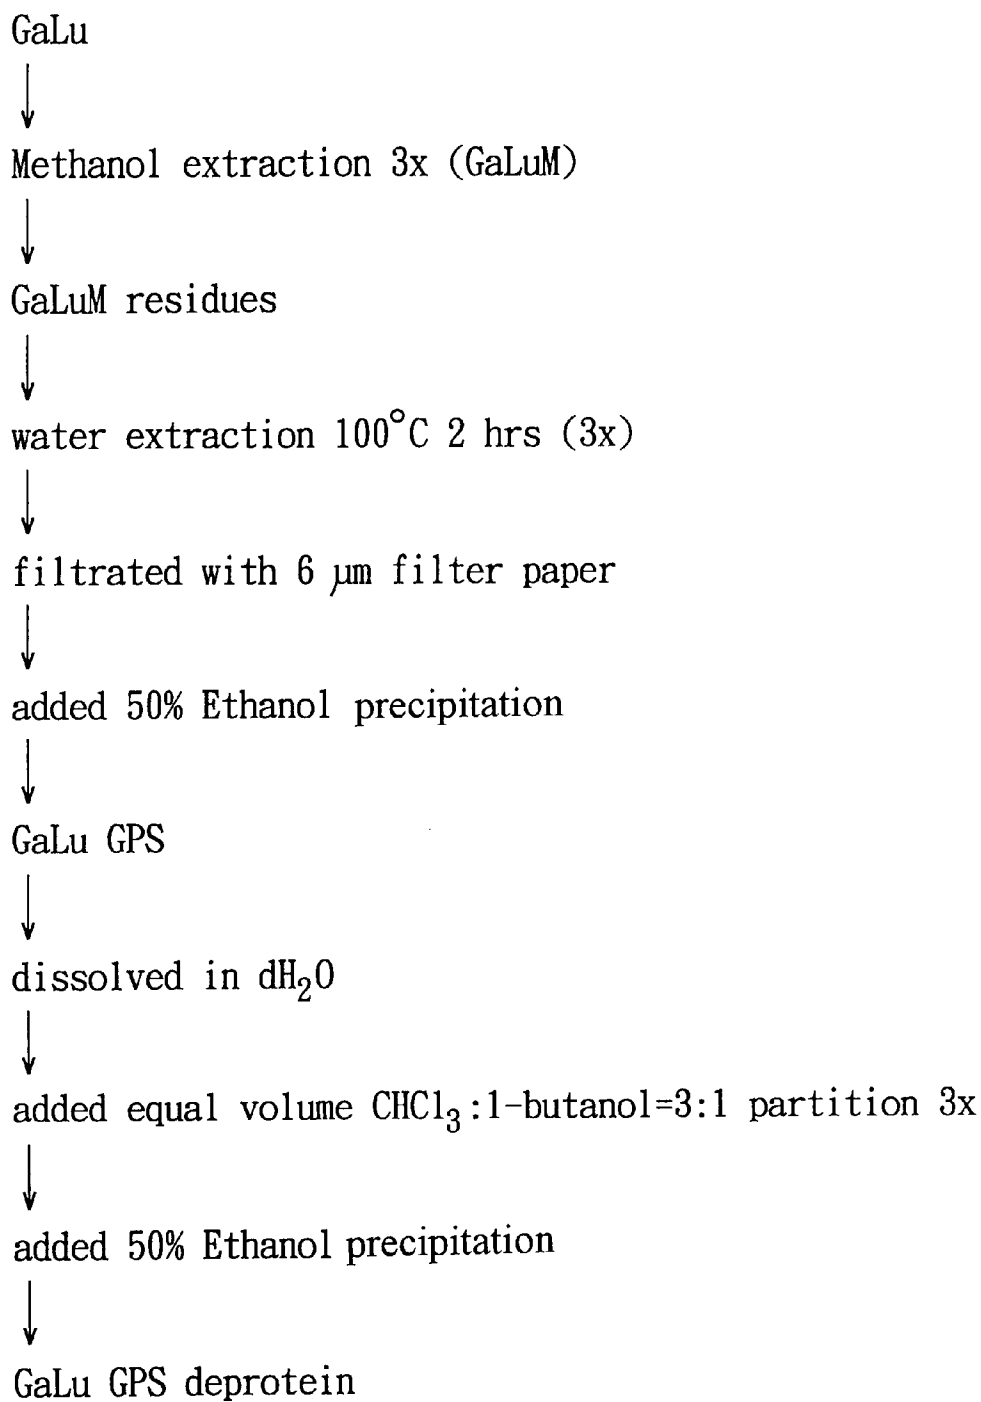 GaLu
Methanol extraction 3x (GaLuM)
GaLuM residues
water extraction 100°C 2 hrs (3x)
filtrated with 6 μm filter paper
added 50% Ethanol precipitation
GaLu GPS
dissolved in dH₂O
added equal volume CHCl₃:1-butanol=3:1 partition 3x
added 50% Ethanol precipitation
GaLu GPS deprotein